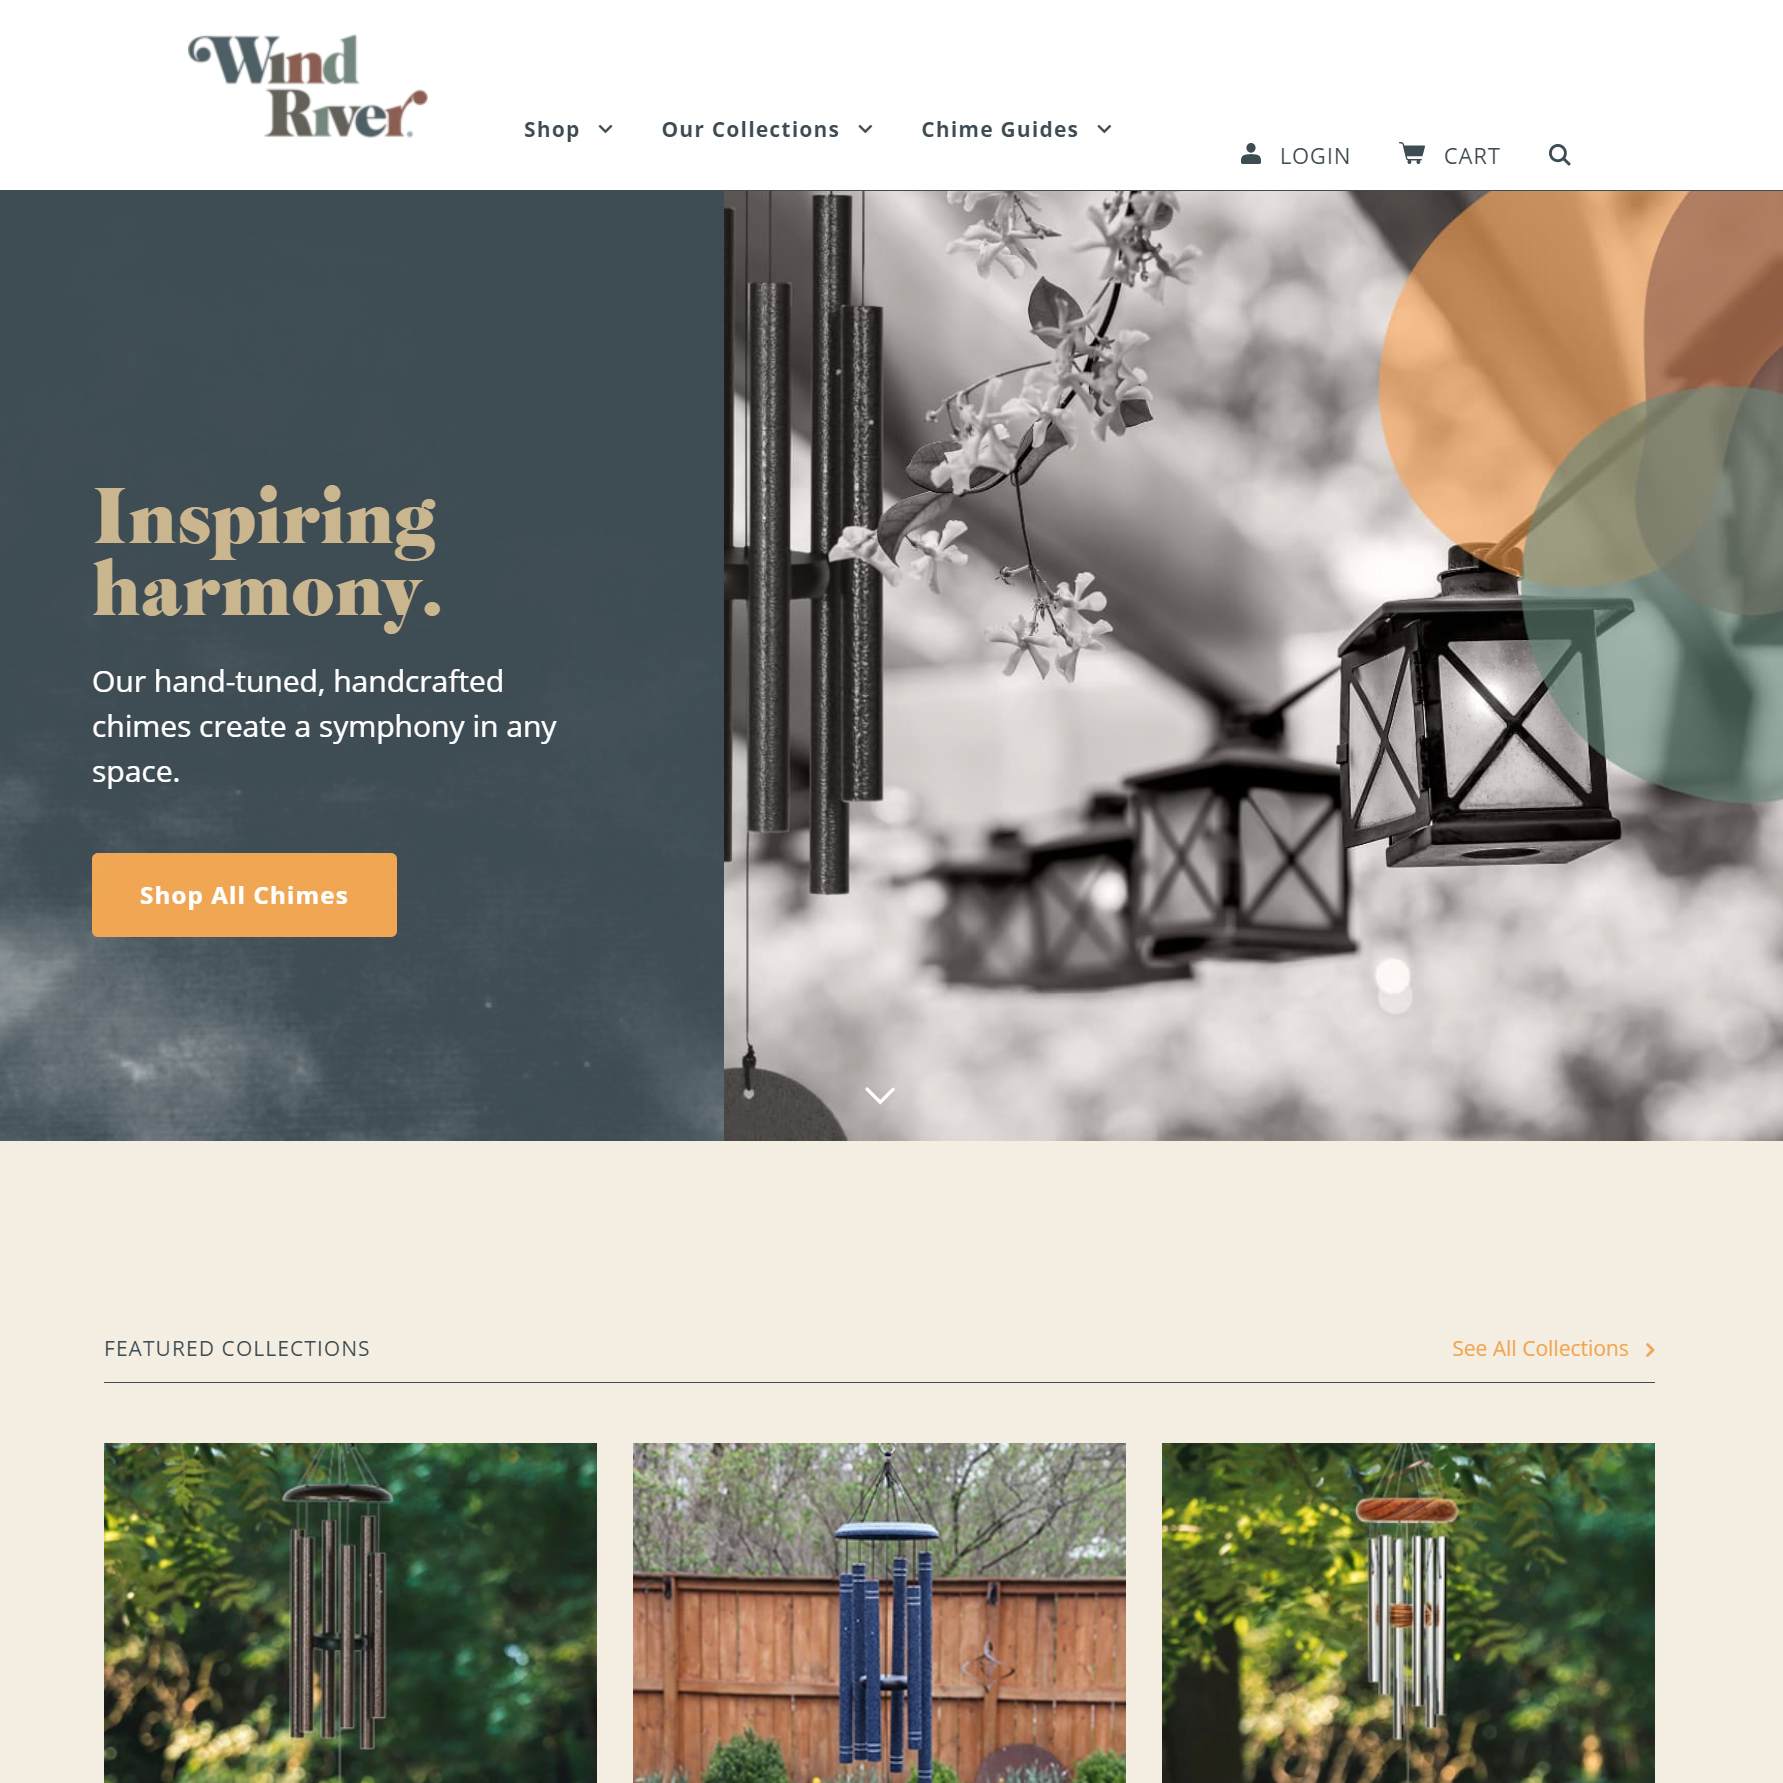 Wind
River
Shop
Our Collections
Chime Guides
LOGIN
CART
Inspiring
harmony.
Our hand-tuned, handcrafted
chimes create a symphony in any
space.
Shop All Chimes
FEATURED COLLECTIONS
See All Collections